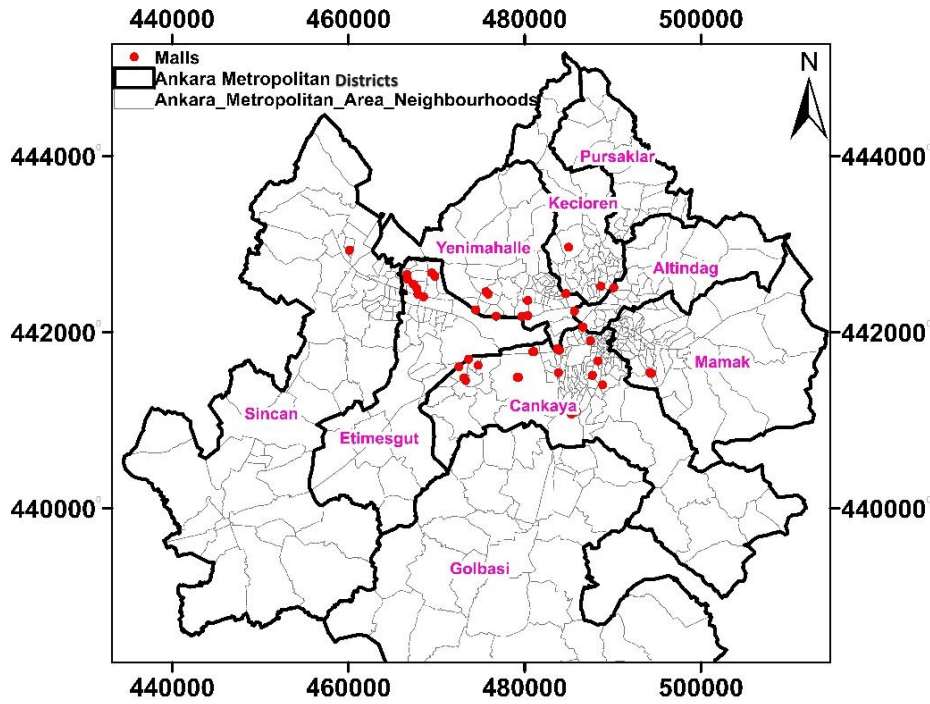 440000 460000 480000 500000
Malls
Ankara Metropolitan Districts
Ankara_Metropolitan_Area_Neighbourhoods
N
444000 444000
Pursaklar
Kecioren
Yenimahalle
Altindag
442000 442000
Mamak
Cankaya
Sincan
Etimesgut
440000 440000
Golbasi
440000 460000 480000 500000